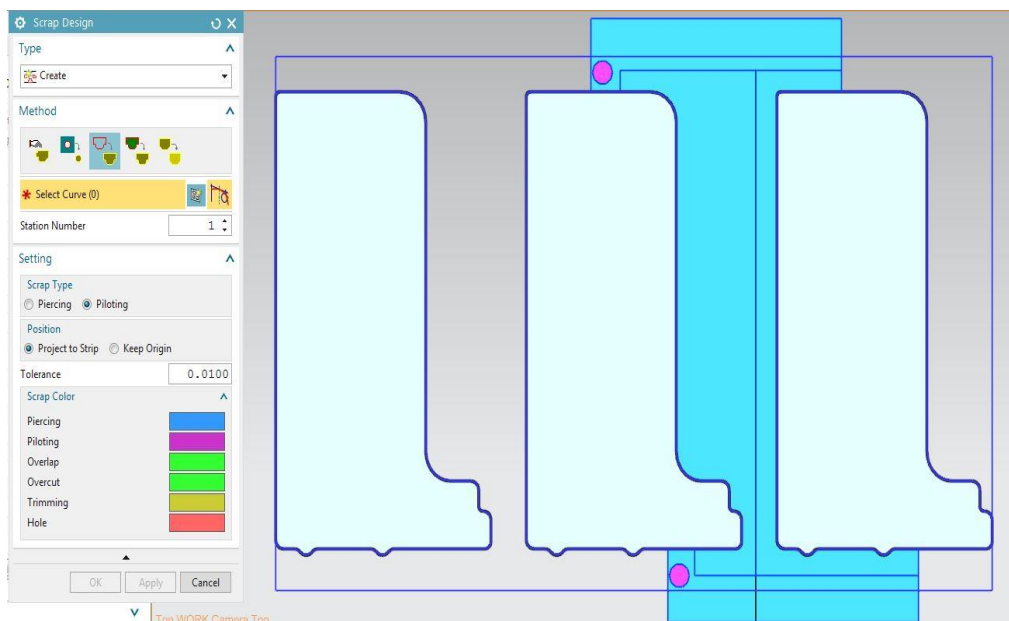 Scrap Design
Type
Create
Method
Select Curve (0)
Station Number 1
Setting
Scrap Type
Piercing Piloting
Position
Project to Strip Keep Origin
Tolerance 0.0100
Scrap Color
Piercing
Piloting
Overlap
Overcut
Trimming
Hole
OK Apply Cancel
Top WORK Camera Top